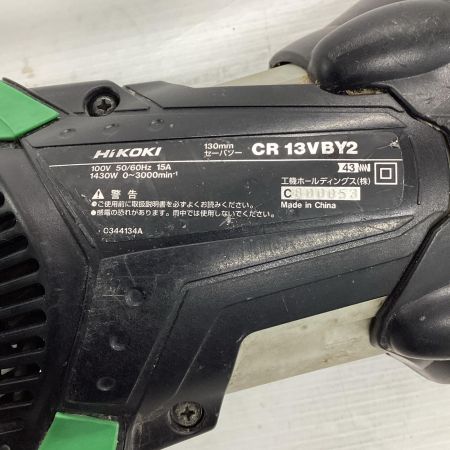 HiKOKI
130mm
セーバソー
CR 13VBY2
100V 50/60Hz 15A
1430W 0~3000min⁻¹
43
工機ホールディングス(株)
C800053
Made in China
警告
●ご使用前に取扱説明書を必ずよくお読みください。
●感電の恐れがあります。雨中では使用しないでください。
0344134A